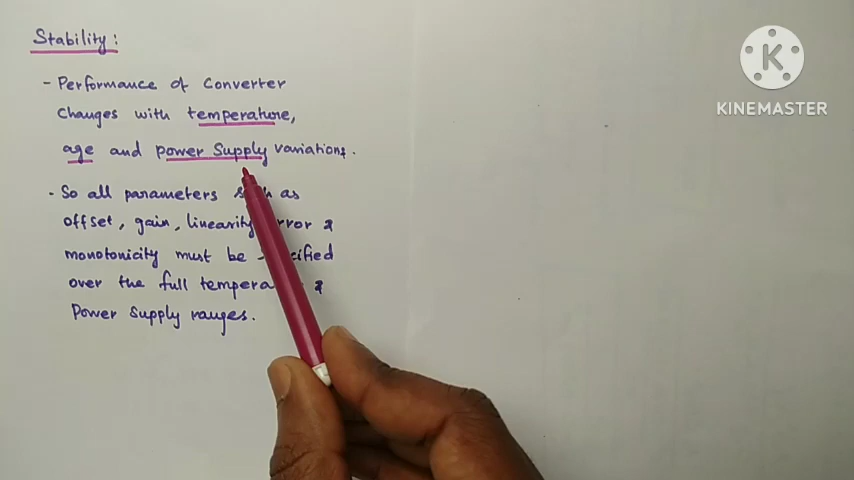 Stability:
- Performance of converter
changes with temperature,
age and power supply variations.
- So all parameters as
offset, gain, linearity &
monotonicity must be
over the full &
Power supply ranges.
K
KINEMASTER